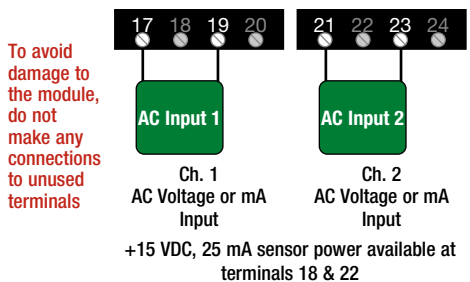 17 18 19 20 21 22 23 24
To avoid
damage to
the module,
do not
make any
connections
to unused
terminals
AC Input 1
AC Input 2
Ch. 1
AC Voltage or mA
Input
Ch. 2
AC Voltage or mA
Input
+15 VDC, 25 mA sensor power available at
terminals 18 & 22